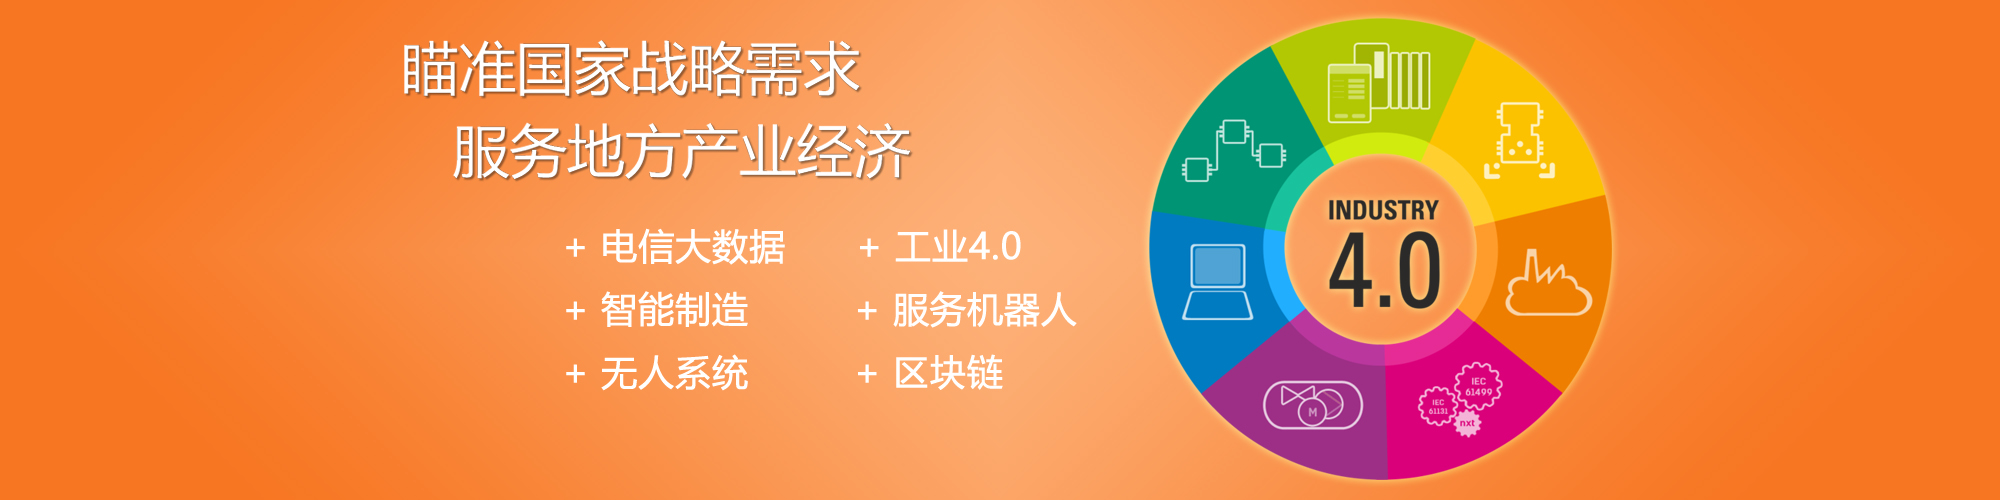 瞄准国家战略需求
服务地方产业经济
+ 电信大数据
+ 工业4.0
+ 智能制造
+ 服务机器人
+ 无人系统
+ 区块链
INDUSTRY
4.0
M
IEC
61131
IEC
61499
nxt